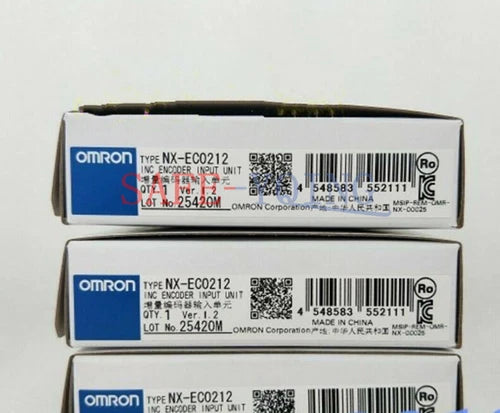 OMRON
TYPE NX-EC0212
INC ENCODER INPUT UNIT
增量编码器输入单元
QTY. 1 Ver.1.2
LOT No. 25420M
4 548583 552111
OMRON Corporation 产地:中华人民共和国
MADE IN CHINA
Ro
MSIP-REM-OMR-
NX-00025
OMRON
TYPE NX-EC0212
INC ENCODER INPUT UNIT
增量编码器输入单元
QTY. 1 Ver.1.2
LOT No. 25420M
4 548583 552111
OMRON Corporation 产地:中华人民共和国
MADE IN CHINA
Ro
MSIP-REM-OMR-
NX-00025
OMRON
TYPE NX-EC0212
INC ENCODER INPUT UNIT
Ro